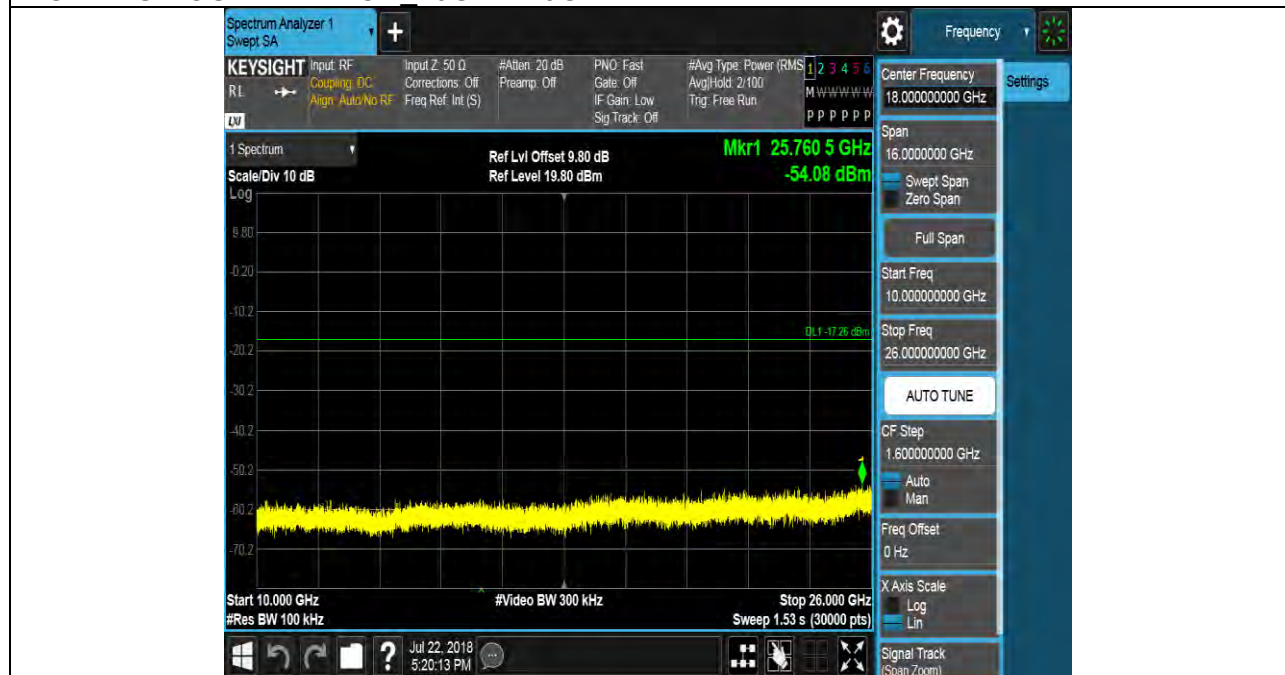 Spectrum Analyzer 1
Swept SA
Frequency
KEYSIGHT
RL
LXI
Input: RF
Coupling: DC
Align: Auto/No RF
Input Z: 50 Ω
Corrections: Off
Freq Ref: Int (S)
#Atten: 20 dB
Preamp: Off
PNO: Fast
Gate: Off
IF Gain: Low
Sig Track: Off
#Avg Type: Power (RMS
Avg|Hold: 2/100
Trig: Free Run
1 2 3 4 5 6
M W W W W W
P P P P P P
1 Spectrum
Scale/Div 10 dB
Log
Ref Lvl Offset 9.80 dB
Ref Level 19.80 dBm
Mkr1 25.760 5 GHz
-54.08 dBm
9.80
-0.20
-10.2
DL1 -17.26 dBm
-20.2
-30.2
-40.2
-50.2
1
-60.2
-70.2
Start 10.000 GHz
#Res BW 100 kHz
#Video BW 300 kHz
Stop 26.000 GHz
Sweep 1.53 s (30000 pts)
Jul 22, 2018
5:20:13 PM
Center Frequency
18.000000000 GHz
Settings
Span
16.0000000 GHz
Swept Span
Zero Span
Full Span
Start Freq
10.000000000 GHz
Stop Freq
26.000000000 GHz
AUTO TUNE
CF Step
1.600000000 GHz
Auto
Man
Freq Offset
0 Hz
X Axis Scale
Log
Lin
Signal Track
(Span Zoom)